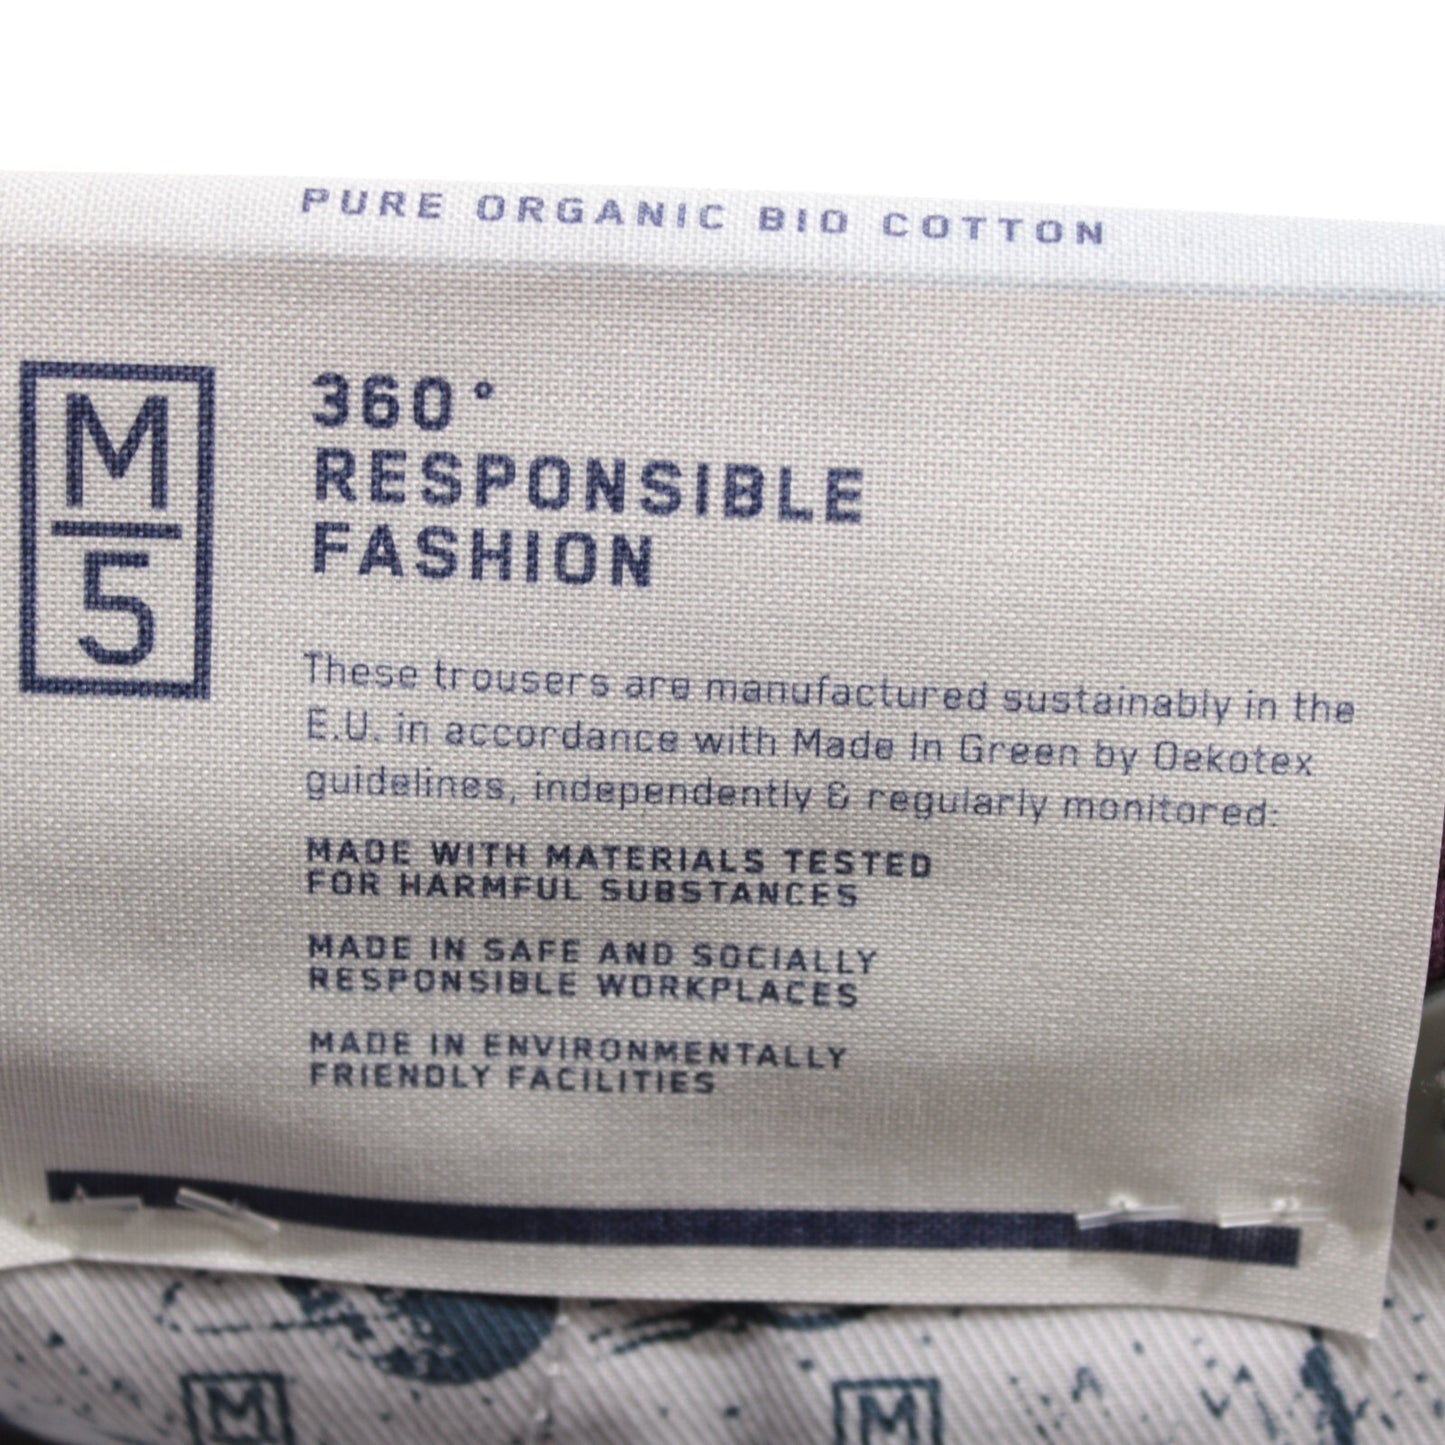 PURE ORGANIC BIO COTTON
M
5
360°
RESPONSIBLE
FASHION
These trousers are manufactured sustainably in the
E.U. in accordance with Made In Green by Oekotex
guidelines, independently & regularly monitored:
MADE WITH MATERIALS TESTED
FOR HARMFUL SUBSTANCES
MADE IN SAFE AND SOCIALLY
RESPONSIBLE WORKPLACES
MADE IN ENVIRONMENTALLY
FRIENDLY FACILITIES
M
M